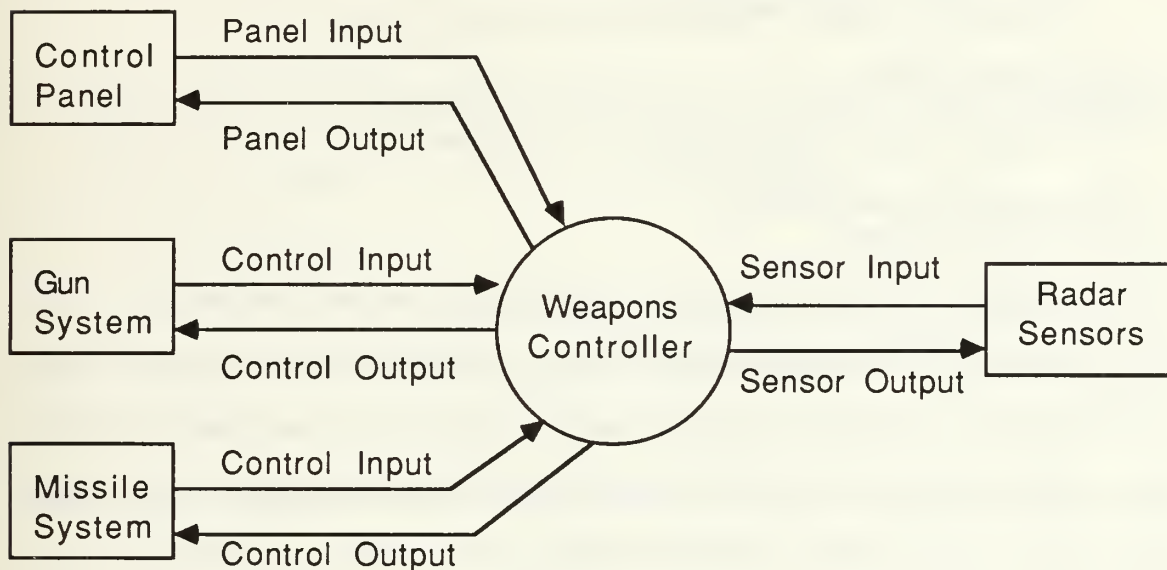 Control
Panel
Panel Input
Panel Output
Gun
System
Control Input
Control Output
Missile
System
Control Input
Control Output
Weapons
Controller
Sensor Input
Sensor Output
Radar
Sensors